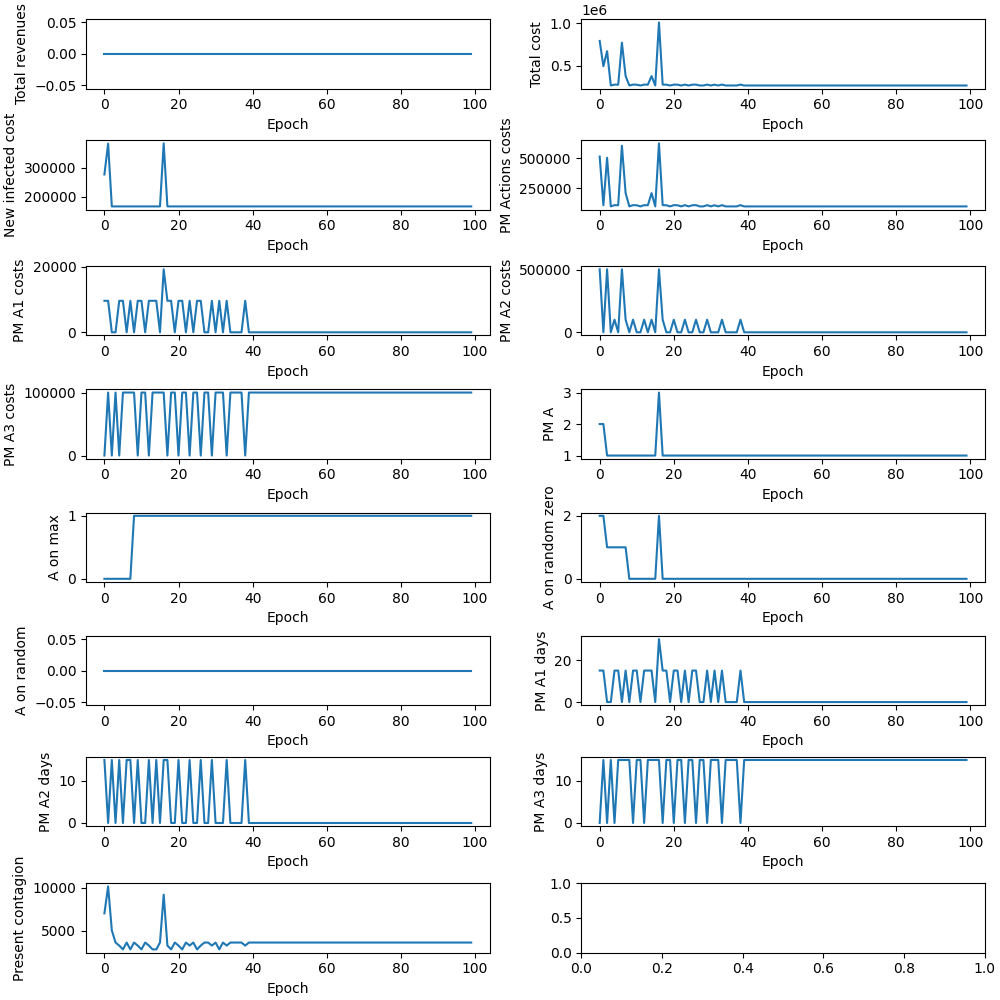 Total revenues
0.05
0.00
−0.05
0 20 40 60 80 100
Epoch
1e6
Total cost
1.0
0.5
0 20 40 60 80 100
Epoch
New infected cost
300000
200000
0 20 40 60 80 100
Epoch
PM Actions costs
500000
250000
0 20 40 60 80 100
Epoch
PM A1 costs
20000
0
0 20 40 60 80 100
Epoch
PM A2 costs
500000
0
0 20 40 60 80 100
Epoch
PM A3 costs
100000
0
0 20 40 60 80 100
Epoch
PM A
3
2
1
0 20 40 60 80 100
Epoch
A on max
1
0
0 20 40 60 80 100
Epoch
A on random zero
2
0
0 20 40 60 80 100
Epoch
A on random
0.05
0.00
−0.05
0 20 40 60 80 100
Epoch
PM A1 days
20
0
0 20 40 60 80 100
Epoch
PM A2 days
10
0
0 20 40 60 80 100
Epoch
PM A3 days
10
0
0 20 40 60 80 100
Epoch
Present contagion
10000
5000
0 20 40 60 80 100
Epoch
1.0
0.5
0.0
0.0 0.2 0.4 0.6 0.8 1.0